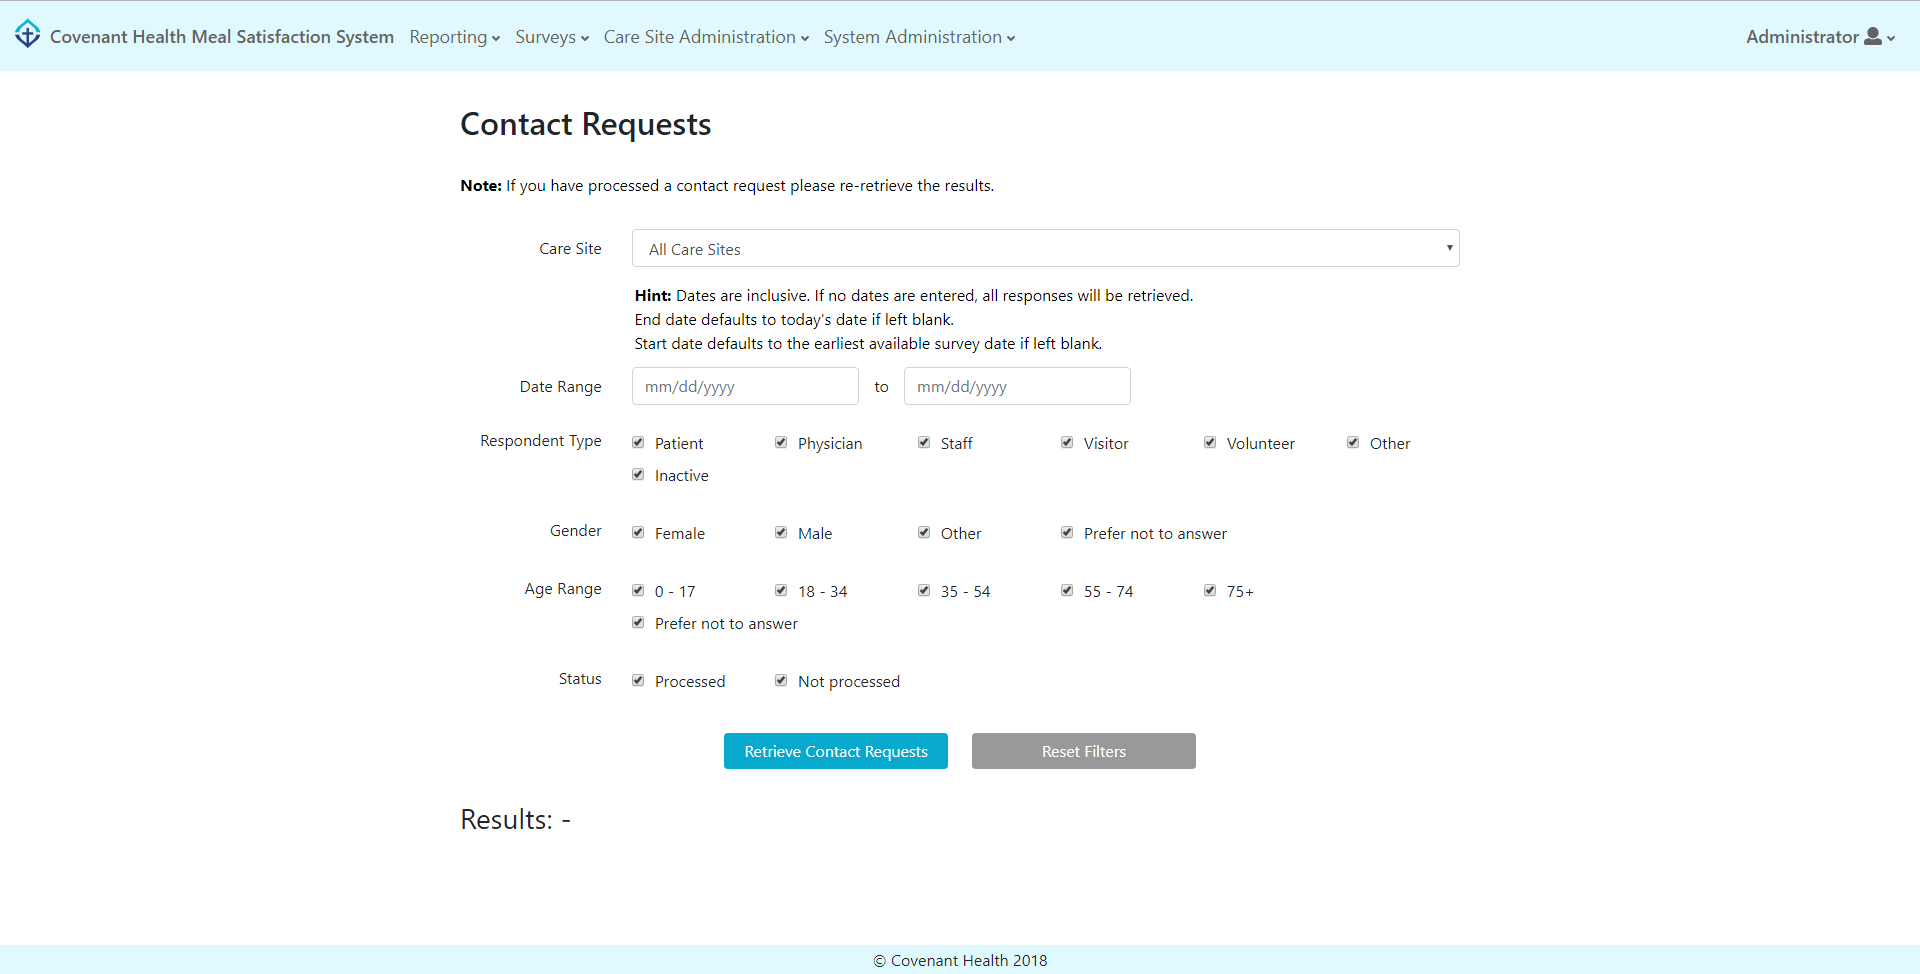 Covenant Health Meal Satisfaction System Reporting Surveys Care Site Administration System Administration Administrator
Contact Requests
Note: If you have processed a contact request please re-retrieve the results.
Care Site All Care Sites
Hint: Dates are inclusive. If no dates are entered, all responses will be retrieved.
End date defaults to today's date if left blank.
Start date defaults to the earliest available survey date if left blank.
Date Range mm/dd/yyyy to mm/dd/yyyy
Respondent Type Patient Physician Staff Visitor Volunteer Other
Inactive
Gender Female Male Other Prefer not to answer
Age Range 0 - 17 18 - 34 35 - 54 55 - 74 75+
Prefer not to answer
Status Processed Not processed
Retrieve Contact Requests Reset Filters
Results: -
© Covenant Health 2018